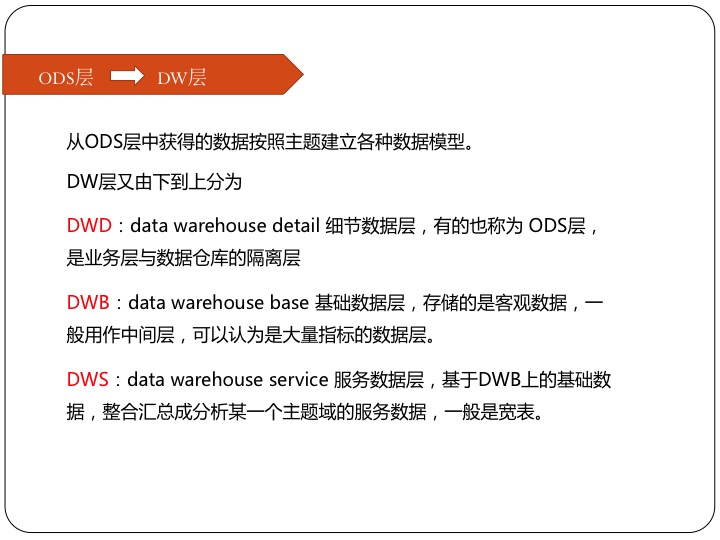 ODS层 DW层
从ODS层中获得的数据按照主题建立各种数据模型。
DW层又由下到上分为
DWD：data warehouse detail 细节数据层，有的也称为 ODS层，
是业务层与数据仓库的隔离层
DWB：data warehouse base 基础数据层，存储的是客观数据，一
般用作中间层，可以认为是大量指标的数据层。
DWS：data warehouse service 服务数据层，基于DWB上的基础数
据，整合汇总成分析某一个主题域的服务数据，一般是宽表。